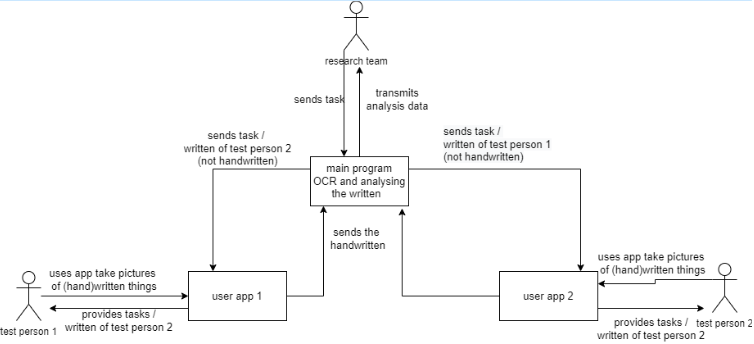 research team
sends task
transmits
analysis data
sends task /
written of test person 2
(not handwritten)
sends task /
written of test person 1
(not handwritten)
main program
OCR and analysing
the written
sends the
handwritten
uses app take pictures
of (hand)written things
user app 1
provides tasks /
written of test person 2
test person 1
uses app take pictures
of (hand)written things
user app 2
provides tasks /
written of test person 2
test person 2